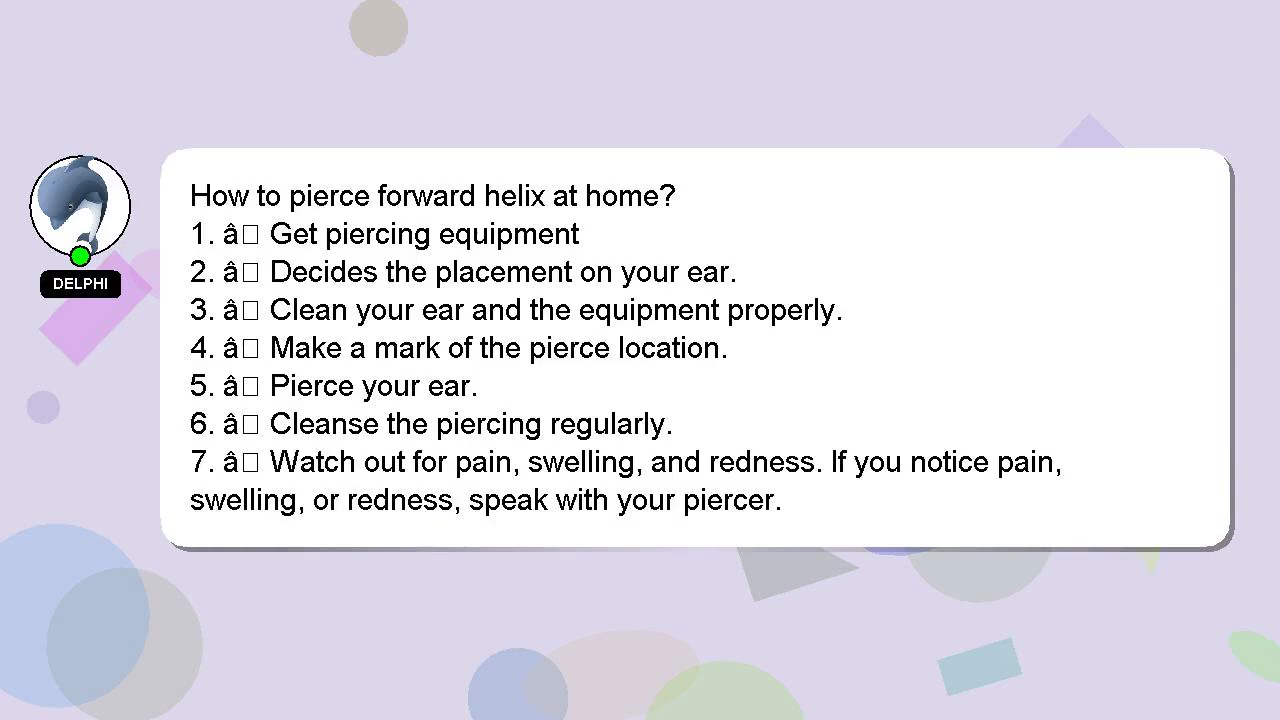 How to pierce forward helix at home?
1. â□ Get piercing equipment
2. â□ Decides the placement on your ear.
3. â□ Clean your ear and the equipment properly.
4. â□ Make a mark of the pierce location.
5. â□ Pierce your ear.
6. â□ Cleanse the piercing regularly.
7. â□ Watch out for pain, swelling, and redness. If you notice pain,
swelling, or redness, speak with your piercer.
DELPHI